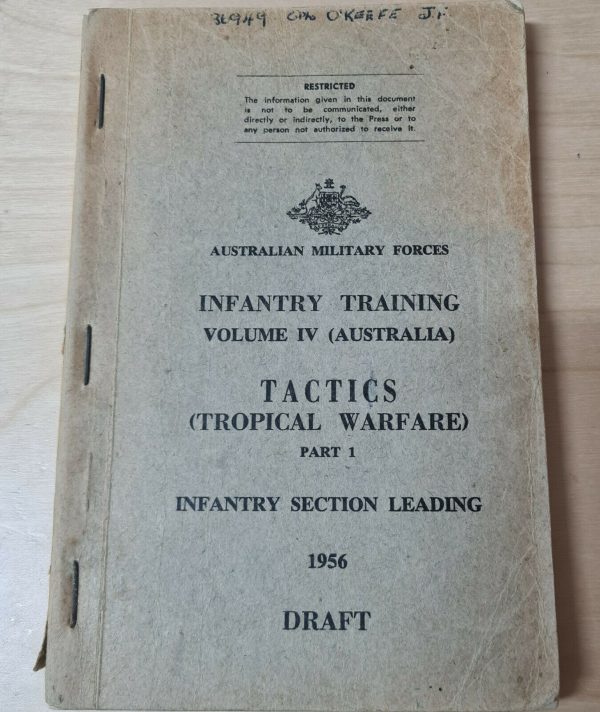 36949 CPL O'KEEFE J.F.
RESTRICTED
The information given in this document
is not to be communicated, either
directly or indirectly, to the Press or to
any person not authorized to receive it.
AUSTRALIAN MILITARY FORCES
INFANTRY TRAINING
VOLUME IV (AUSTRALIA)
TACTICS
(TROPICAL WARFARE)
PART 1
INFANTRY SECTION LEADING
1956
DRAFT